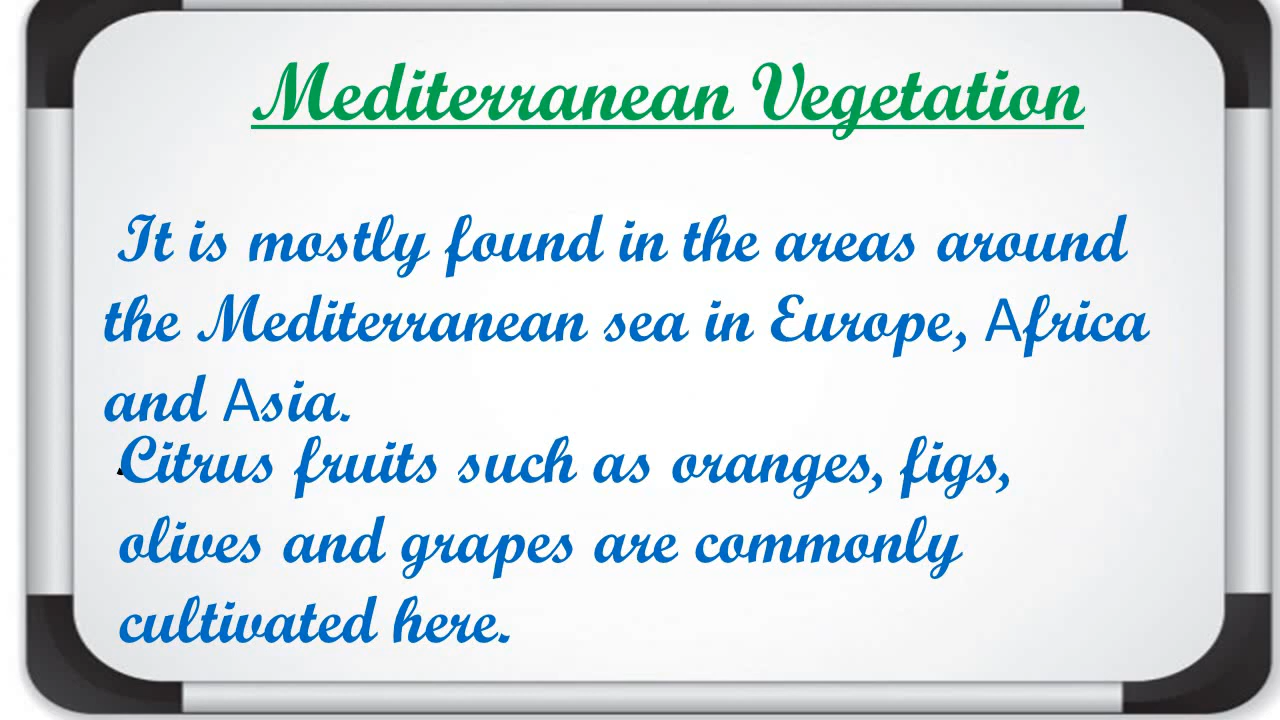 Mediterranean Vegetation
It is mostly found in the areas around
the Mediterranean sea in Europe, Africa
and Asia.
Citrus fruits such as oranges, figs,
olives and grapes are commonly
cultivated here.